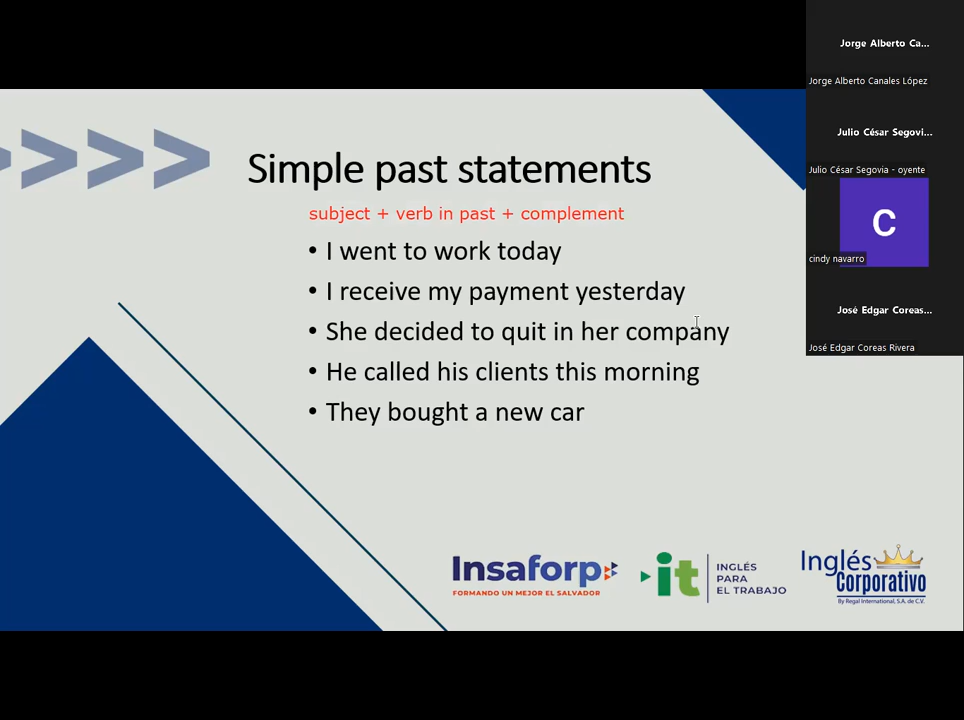 Simple past statements
subject + verb in past + complement
• I went to work today
• I receive my payment yesterday
• She decided to quit in her company
• He called his clients this morning
• They bought a new car
Insaforp
FORMANDO UN MEJOR EL SALVADOR
it
INGLÉS
PARA
EL TRABAJO
Inglés
Corporativo
By Regal International, S.A. de C.V.
Jorge Alberto Ca...
Jorge Alberto Canales López
Julio César Segovi...
Julio César Segovia - oyente
C
cindy navarro
José Edgar Coreas...
José Edgar Coreas Rivera